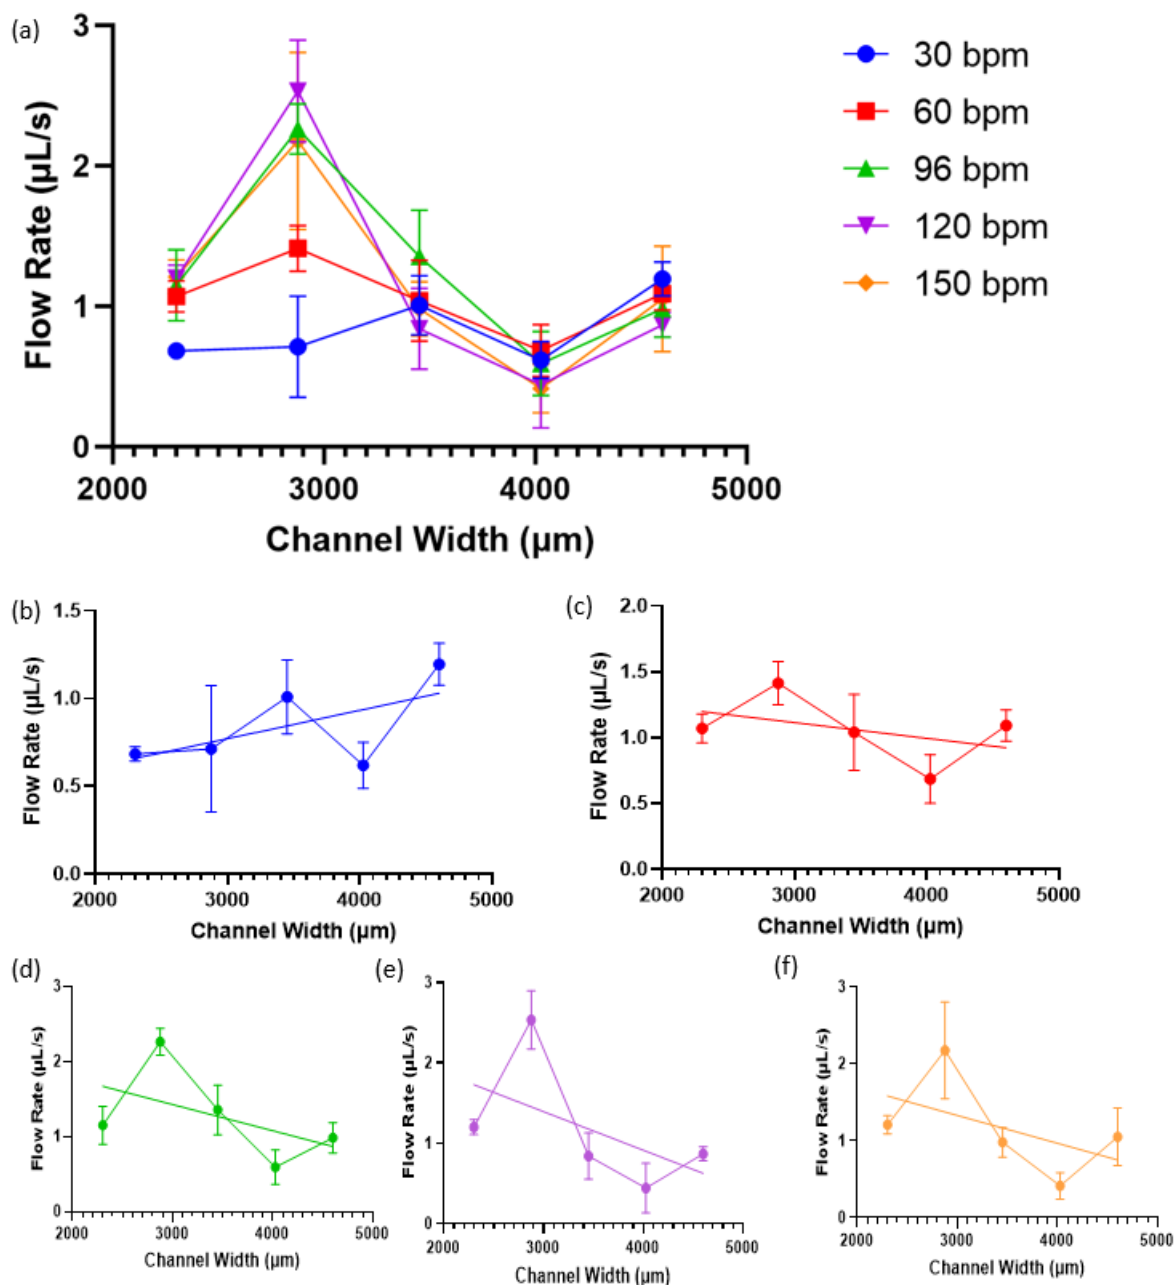 (a)
3
2
1
0
Flow Rate (µL/s)
2000 3000 4000 5000
Channel Width (µm)
30 bpm
60 bpm
96 bpm
120 bpm
150 bpm
(b)
1.5
1.0
0.5
0.0
Flow Rate (µL/s)
2000 3000 4000 5000
Channel Width (µm)
(c)
2.0
1.5
1.0
0.5
0.0
Flow Rate (µL/s)
2000 3000 4000 5000
Channel Width (µm)
(d)
3
2
1
0
Flow Rate (µL/s)
2000 3000 4000 5000
Channel Width (µm)
(e)
3
2
1
0
Flow Rate (µL/s)
2000 3000 4000 5000
Channel Width (µm)
(f)
3
2
1
0
Flow Rate (µL/s)
2000 3000 4000 5000
Channel Width (µm)